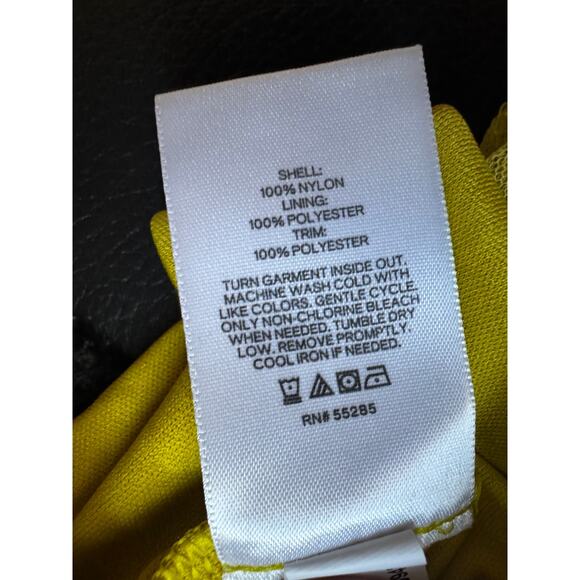 SHELL:
100% NYLON
LINING:
100% POLYESTER
TRIM:
100% POLYESTER
TURN GARMENT INSIDE OUT.
MACHINE WASH COLD WITH
LIKE COLORS. GENTLE CYCLE.
ONLY NON-CHLORINE BLEACH
WHEN NEEDED. TUMBLE DRY
LOW. REMOVE PROMPTLY.
COOL IRON IF NEEDED.
RN# 55285